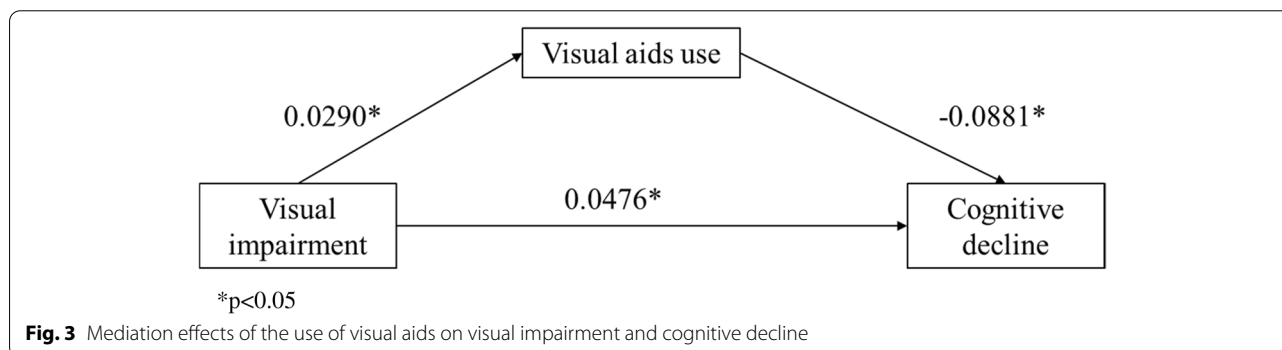 Visual aids use
0.0290*
-0.0881*
0.0476*
Visual
impairment
Cognitive
decline
*p<0.05
Fig. 3 Mediation effects of the use of visual aids on visual impairment and cognitive decline